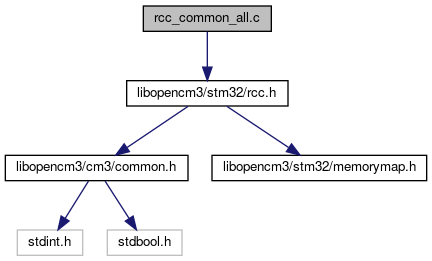 rcc_common_all.c
libopencm3/stm32/rcc.h
libopencm3/cm3/common.h
libopencm3/stm32/memorymap.h
stdint.h
stdbool.h